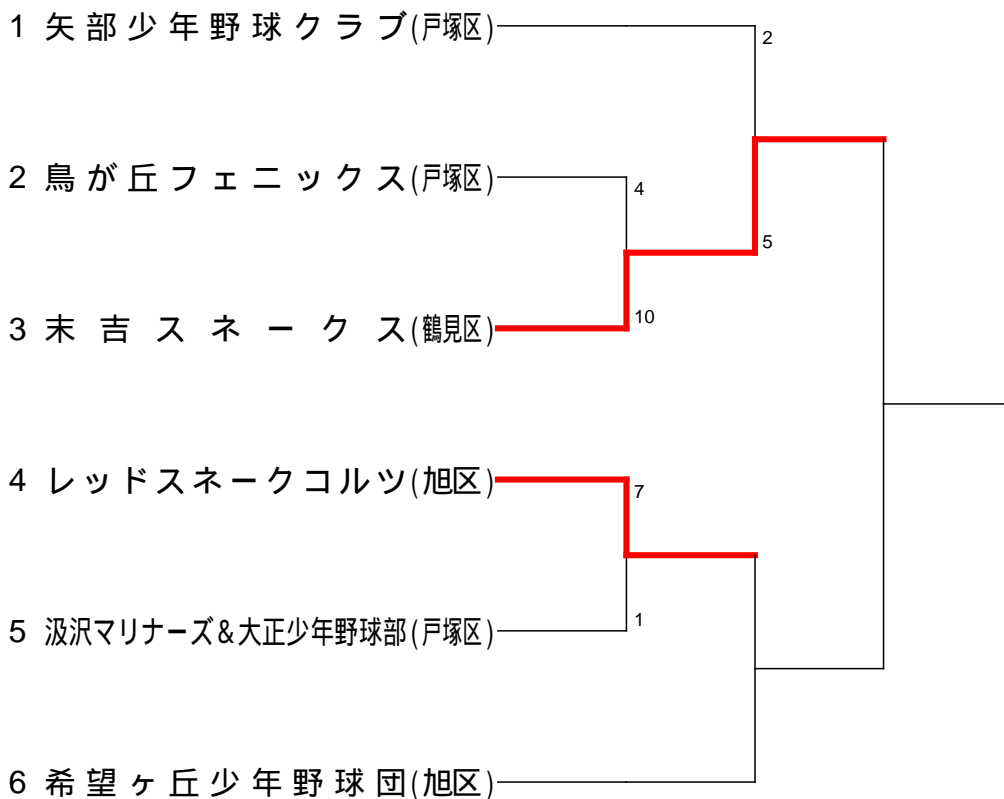 1 矢部少年野球クラブ(戸塚区)
2
2 鳥が丘フェニックス(戸塚区)
4
5
3 末吉スネークス(鶴見区)
10
4 レッドスネークコルツ(旭区)
7
5 汲沢マリナーズ&大正少年野球部(戸塚区)
1
6 希望ヶ丘少年野球団(旭区)